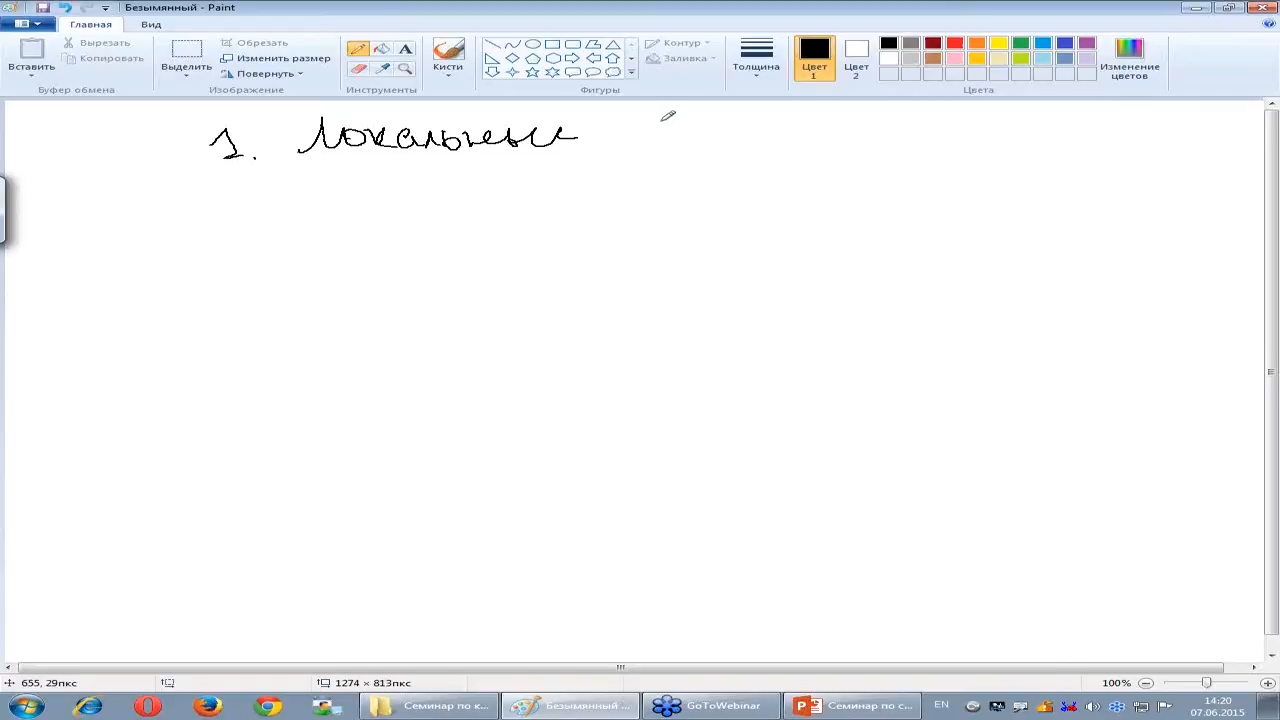 Безымянный - Paint
Главная Вид
Вставить
Вырезать
Копировать
Буфер обмена
Выделить
Обрезать
Изменить размер
Повернуть
Изображение
A
Инструменты
Кисти
Фигуры
Контур
Заливка
Толщина
Цвет 1
Цвет 2
Изменение цветов
Цвета
1. Локальные
655, 29пкс
1274 × 813пкс
100%
Семинар по к...
Безымянный ...
GoToWebinar
Семинар по с...
EN
14:20
07.06.2015